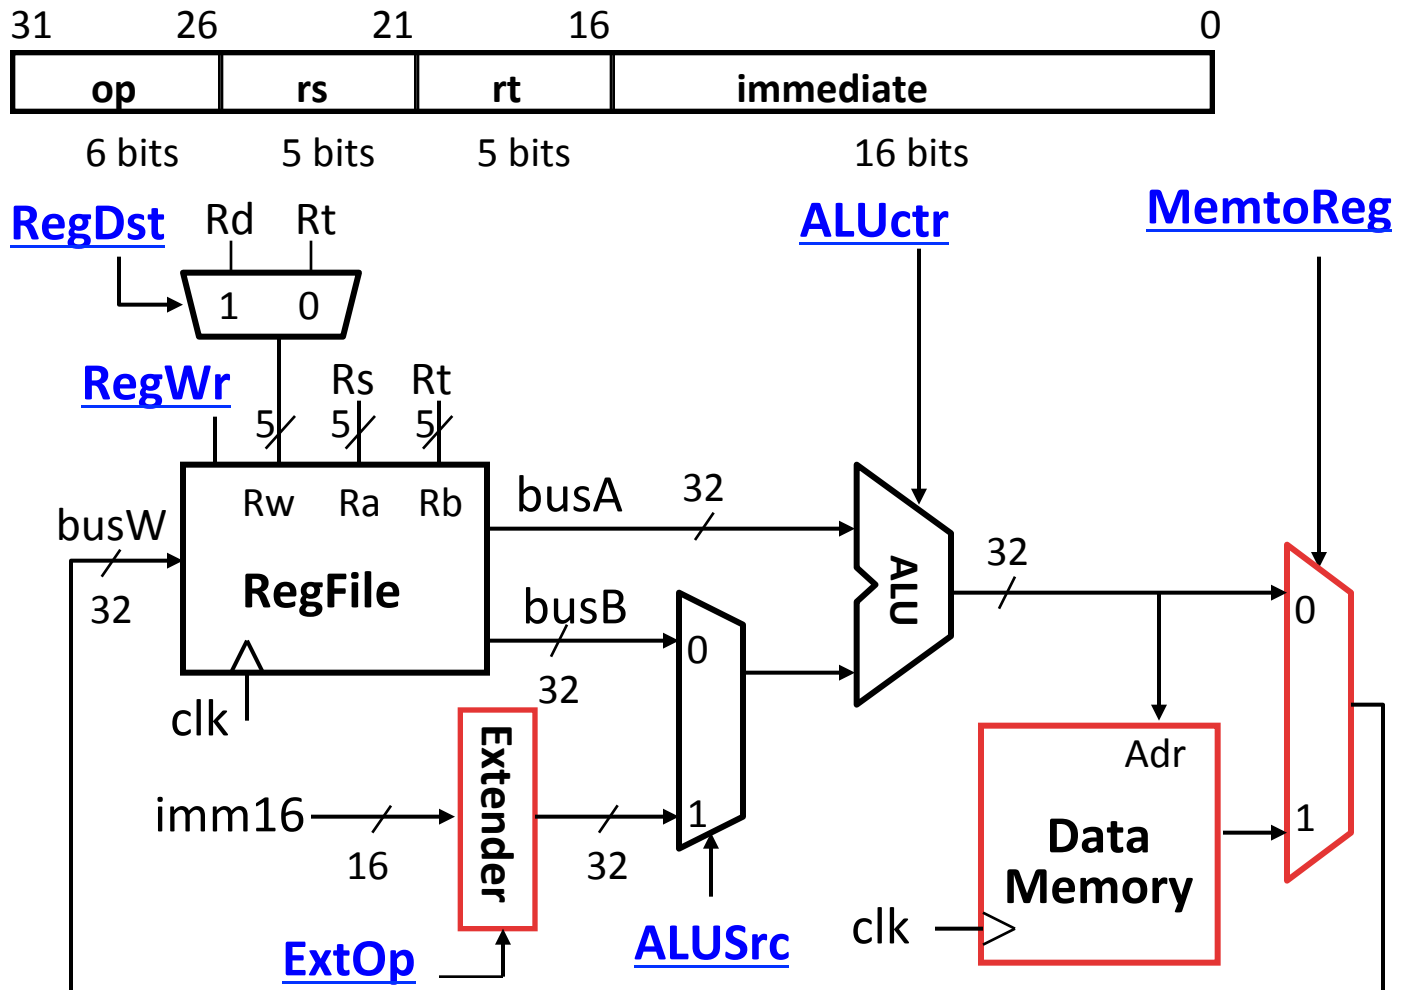 31 26 21 16 0
op rs rt immediate
6 bits 5 bits 5 bits 16 bits
RegDst Rd Rt ALUctr MemtoReg
1 0
RegWr Rs Rt
5 5 5
Rw Ra Rb busA 32
busW 32
RegFile ALU
32 busB 0
0
32
clk
Extender Adr
imm16 1 1
16 32
Data
Memory
clk
ExtOp ALUSrc